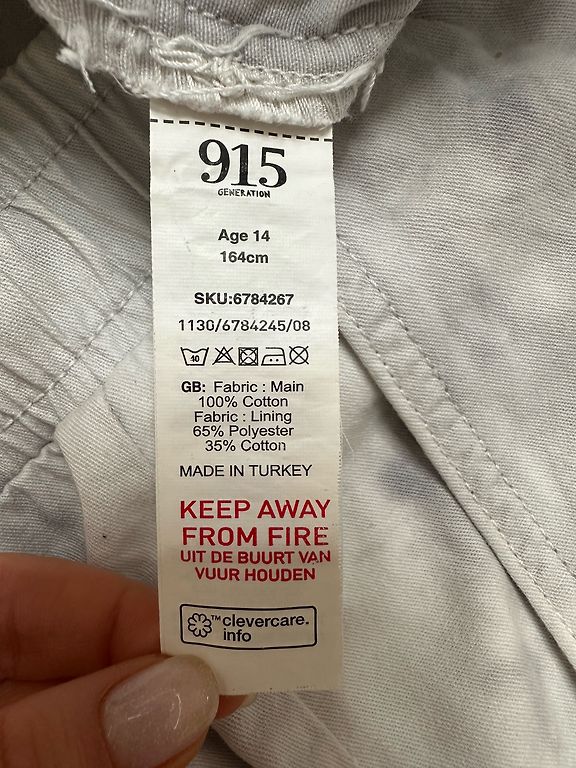 915
GENERATION
Age 14
164cm
SKU:6784267
1130/6784245/08
40
GB: Fabric : Main
100% Cotton
Fabric : Lining
65% Polyester
35% Cotton
MADE IN TURKEY
KEEP AWAY
FROM FIRE
UIT DE BUURT VAN
VUUR HOUDEN
™clevercare.
info